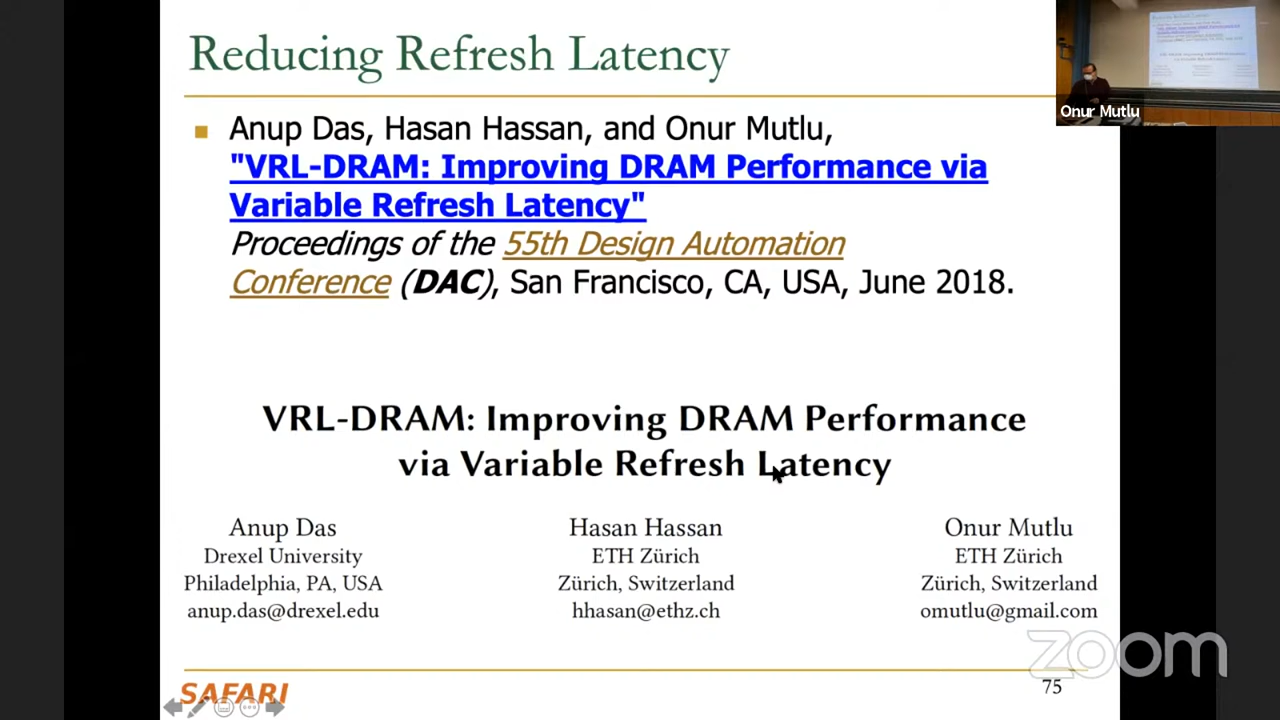 Reducing Refresh Latency
Onur Mutlu
Anup Das, Hasan Hassan, and Onur Mutlu,
"VRL-DRAM: Improving DRAM Performance via
Variable Refresh Latency"
Proceedings of the 55th Design Automation
Conference (DAC), San Francisco, CA, USA, June 2018.
VRL-DRAM: Improving DRAM Performance
via Variable Refresh Latency
Anup Das
Drexel University
Philadelphia, PA, USA
anup.das@drexel.edu
Hasan Hassan
ETH Zürich
Zürich, Switzerland
hhasan@ethz.ch
Onur Mutlu
ETH Zürich
Zürich, Switzerland
omutlu@gmail.com
zoom
SAFARI
75